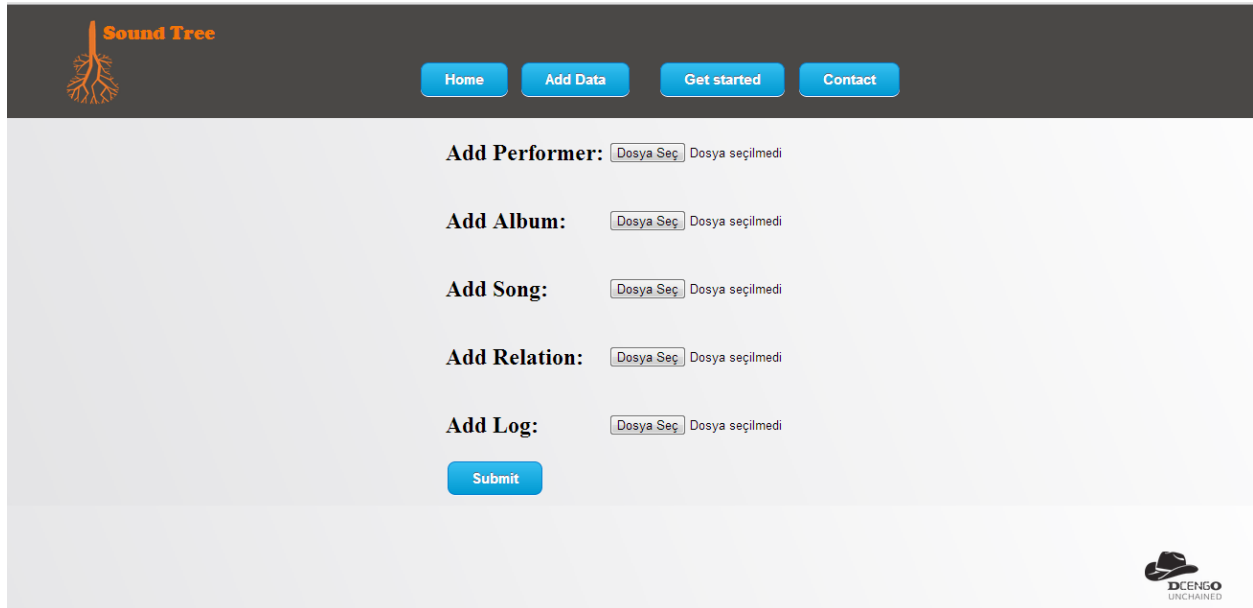 Sound Tree
Home Add Data Get started Contact
Add Performer: Dosya Seç Dosya seçilmedi
Add Album: Dosya Seç Dosya seçilmedi
Add Song: Dosya Seç Dosya seçilmedi
Add Relation: Dosya Seç Dosya seçilmedi
Add Log: Dosya Seç Dosya seçilmedi
Submit
DCENGO
UNCHAINED